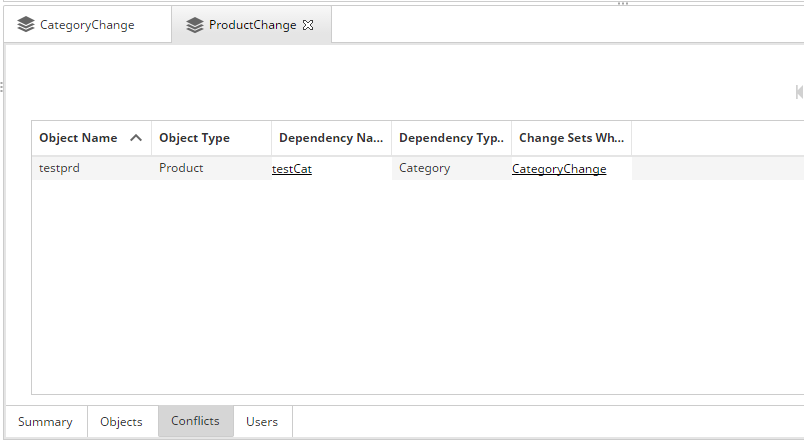 CategoryChange ProductChange
Object Name Object Type Dependency Na... Dependency Typ.. Change Sets Wh...
testprd Product testCat Category CategoryChange
Summary Objects Conflicts Users